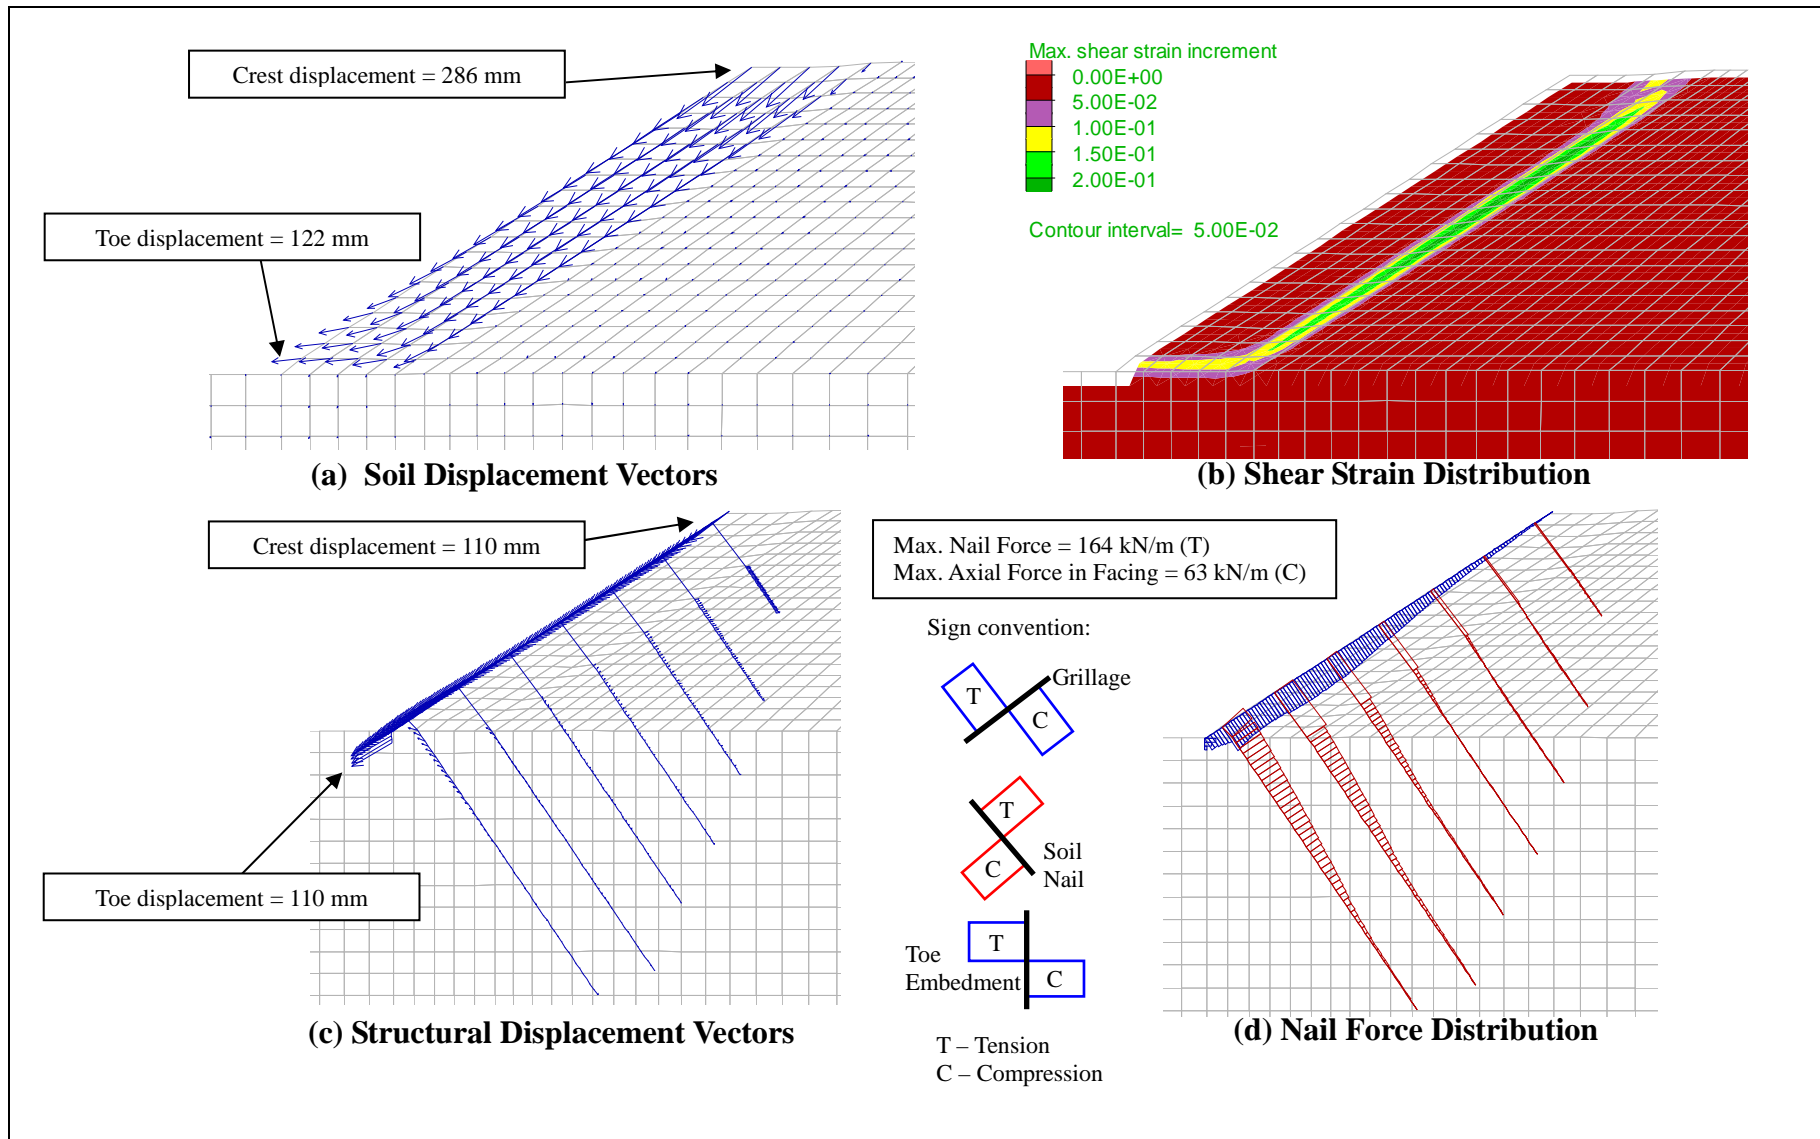 Crest displacement = 286 mm
Toe displacement = 122 mm
(a) Soil Displacement Vectors
Max. shear strain increment
0.00E+00
5.00E-02
1.00E-01
1.50E-01
2.00E-01
Contour interval= 5.00E-02
(b) Shear Strain Distribution
Crest displacement = 110 mm
Toe displacement = 110 mm
(c) Structural Displacement Vectors
Max. Nail Force = 164 kN/m (T)
Max. Axial Force in Facing = 63 kN/m (C)
Sign convention:
T
Grillage
C
T
C
Soil
Nail
T
Toe
Embedment
C
T – Tension
C – Compression
(d) Nail Force Distribution